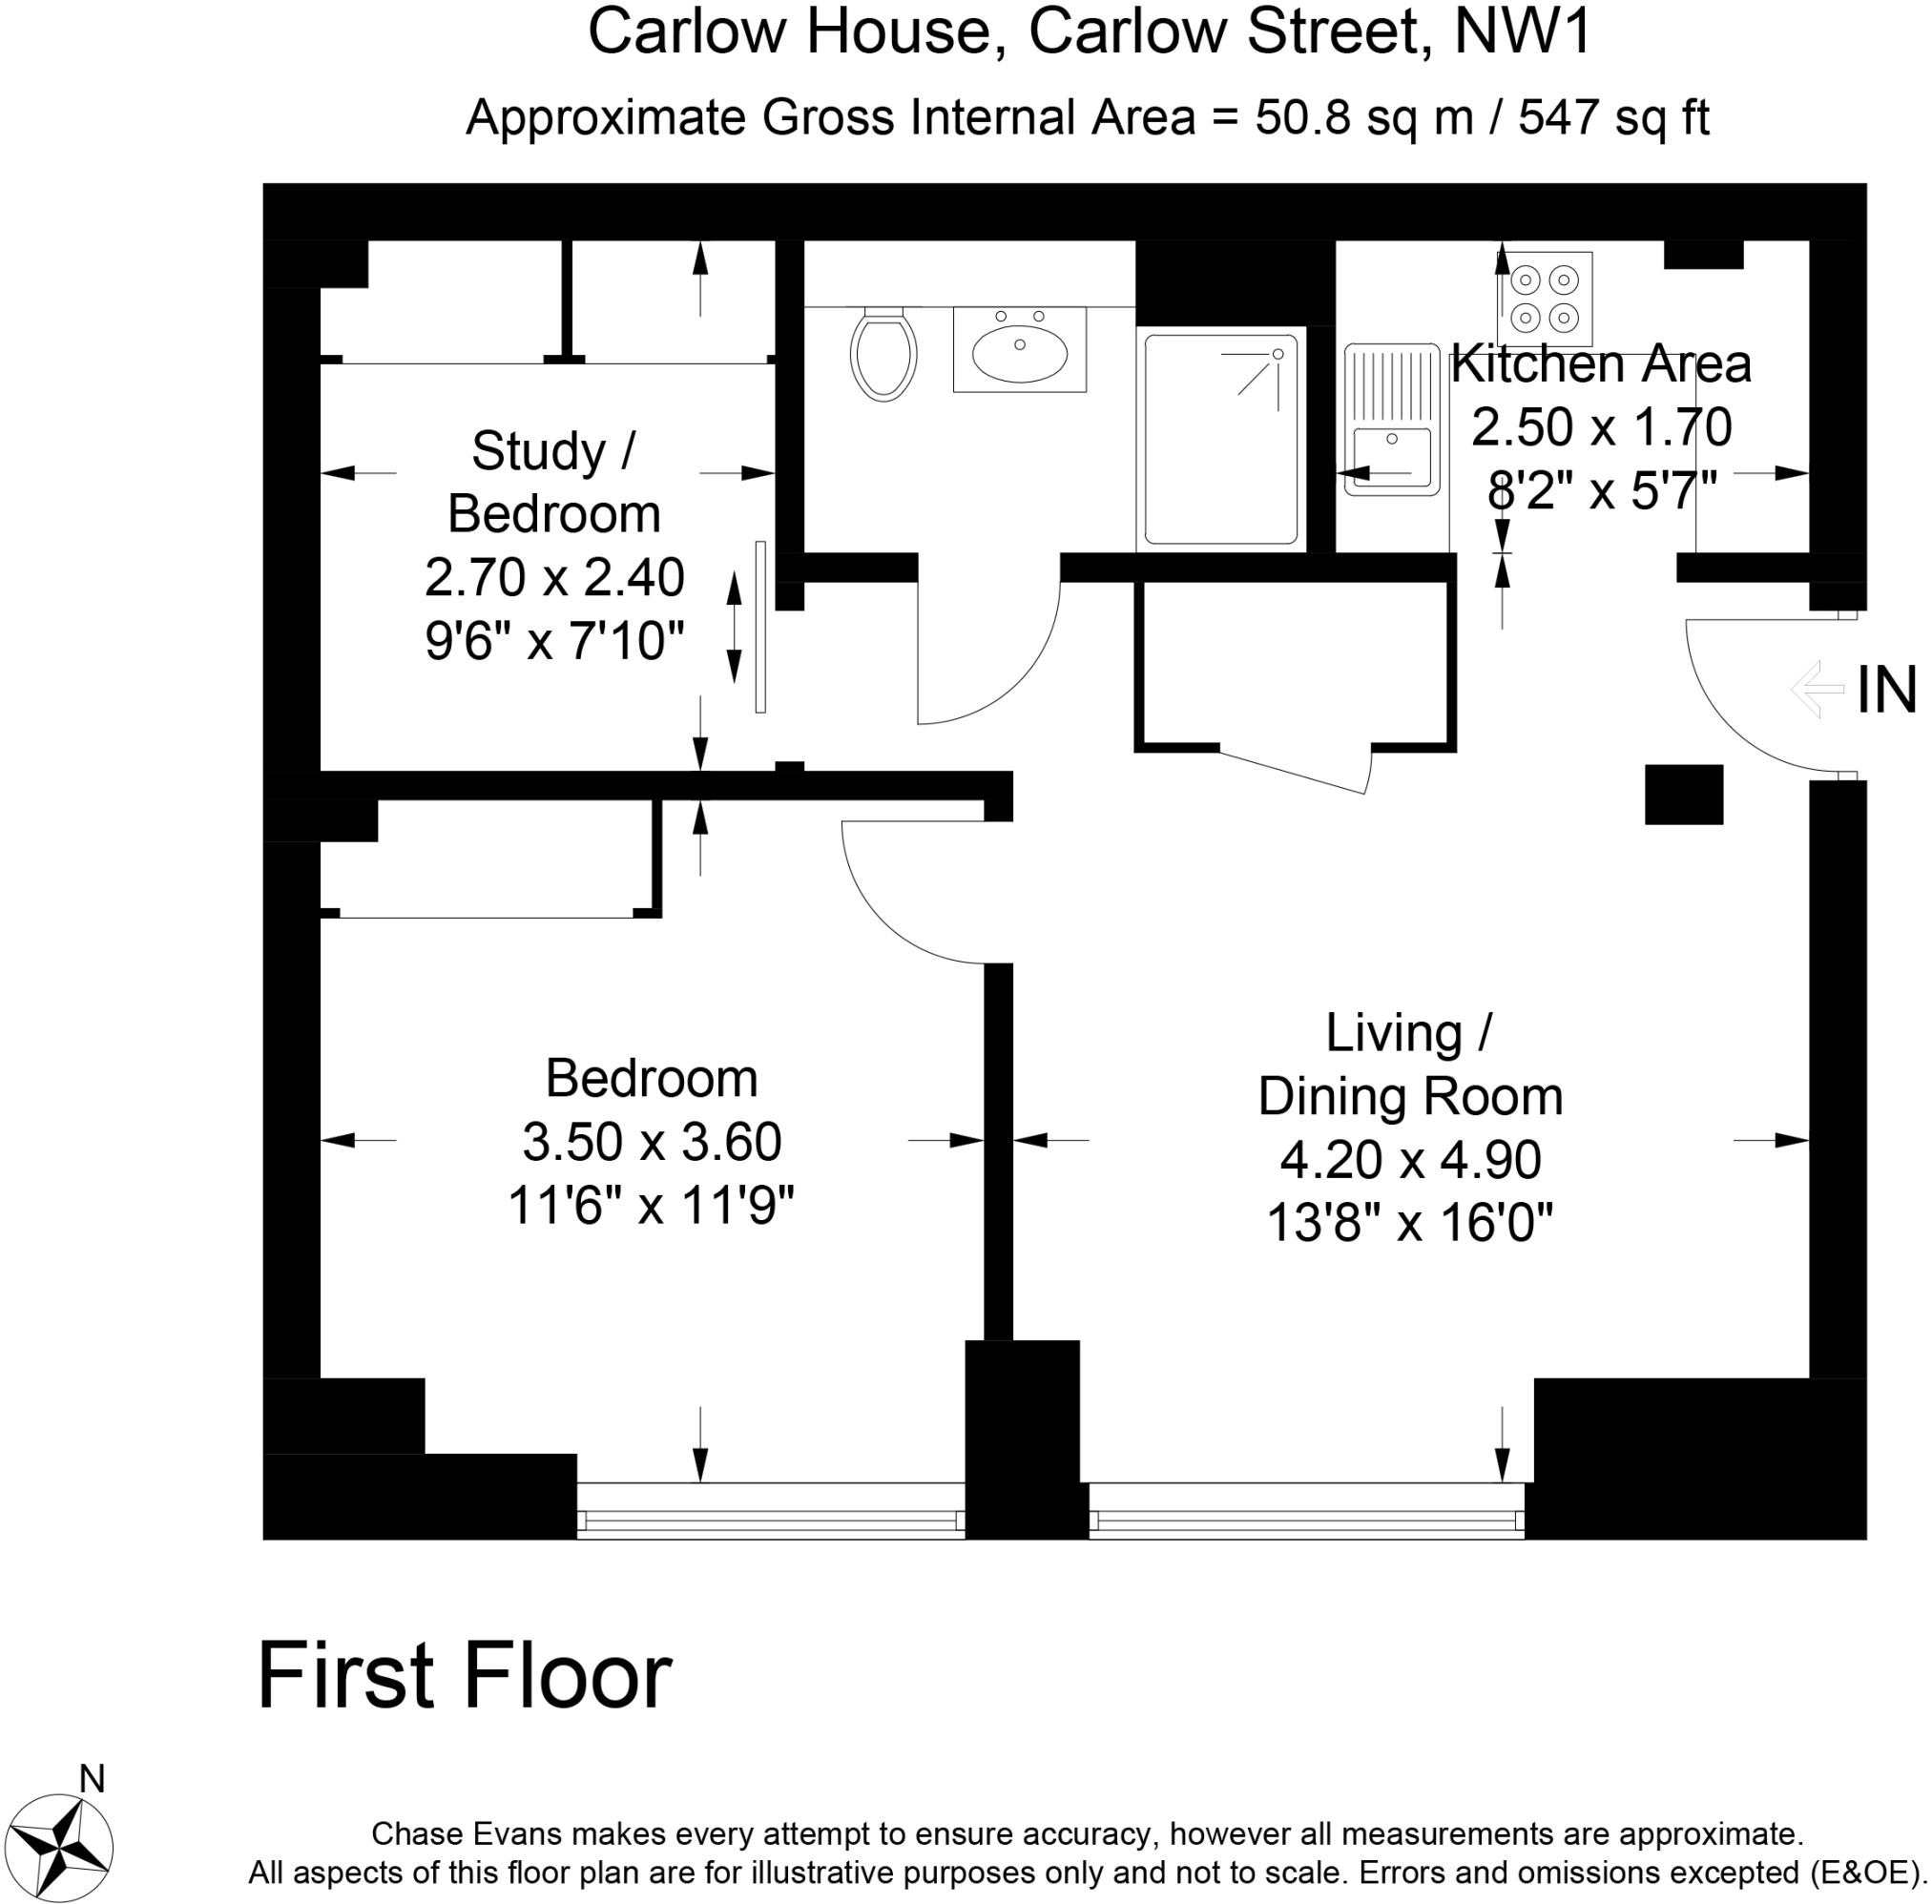 Carlow House, Carlow Street, NW1
Approximate Gross Internal Area = 50.8 sq m / 547 sq ft
Study /
Bedroom
2.70 x 2.40
9'6" x 7'10"
Kitchen Area
2.50 x 1.70
8'2" x 5'7"
IN
Bedroom
3.50 x 3.60
11'6" x 11'9"
Living /
Dining Room
4.20 x 4.90
13'8" x 16'0"
First Floor
N
Chase Evans makes every attempt to ensure accuracy, however all measurements are approximate.
All aspects of this floor plan are for illustrative purposes only and not to scale. Errors and omissions excepted (E&OE).